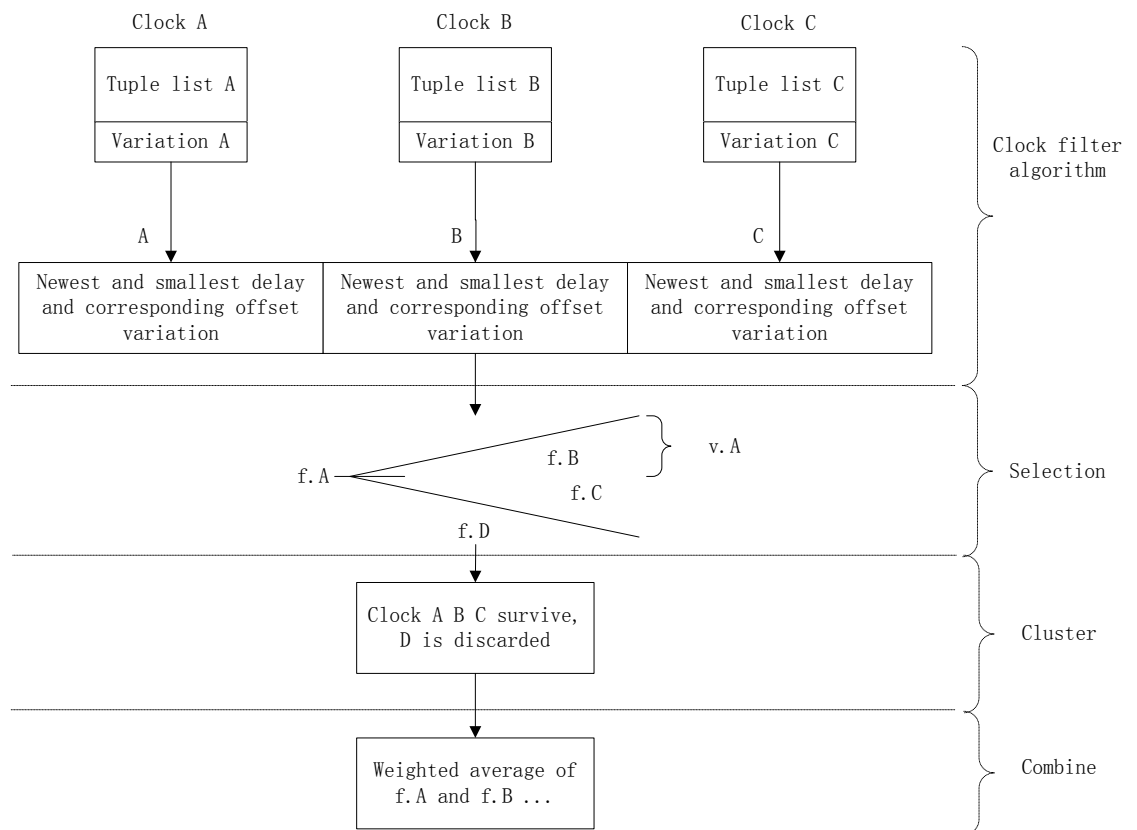 Clock A
Clock B
Clock C
Tuple list A
Tuple list B
Tuple list C
Variation A
Variation B
Variation C
Clock filter
algorithm
A
B
C
Newest and smallest delay
and corresponding offset
variation
Newest and smallest delay
and corresponding offset
variation
Newest and smallest delay
and corresponding offset
variation
v.A
f.B
f.A
f.C
Selection
f.D
Clock A B C survive,
D is discarded
Cluster
Weighted average of
f.A and f.B ...
Combine